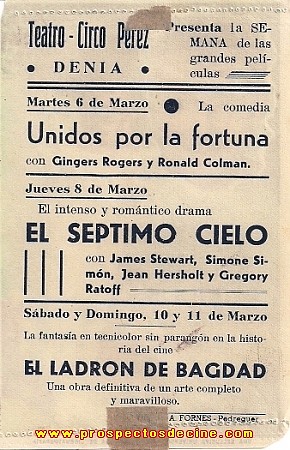 Teatro - Circo Pérez
Presenta la SE-
MANA de las
grandes pelí-
culas
DENIA
Martes 6 de Marzo
La comedia
Unidos por la fortuna
con Gingers Rogers y Ronald Colman.
Jueves 8 de Marzo
El intenso y romántico drama
EL SEPTIMO CIELO
con James Stewart, Simone Si-
món, Jean Hersholt y Gregory
Ratoff
Sábado y Domingo, 10 y 11 de Marzo
La fantasía en tecnicolor sin parangón en la histo-
ria del cine
EL LADRON DE BAGDAD
Una obra definitiva de un arte completo
y maravilloso.
A FORNES - Pedreguer
www.prospectosdecine.com